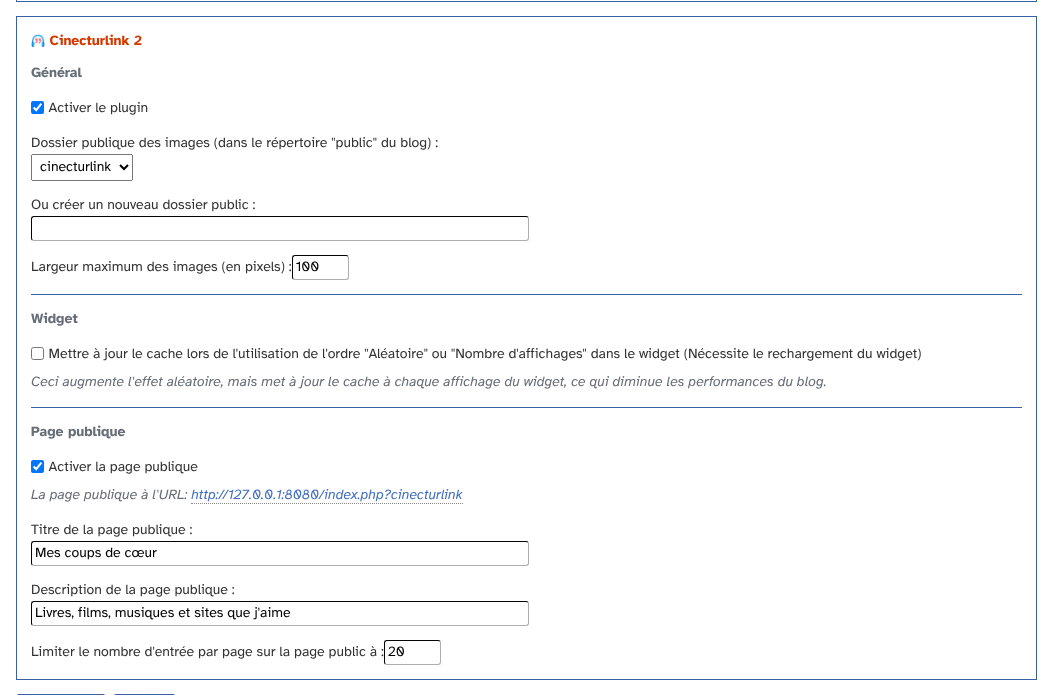 Cinecturlink 2
Général
Activer le plugin
Dossier publique des images (dans le répertoire "public" du blog) :
cinecturlink
Ou créer un nouveau dossier public :
Largeur maximum des images (en pixels) : 100
Widget
Mettre à jour le cache lors de l'utilisation de l'ordre "Aléatoire" ou "Nombre d'affichages" dans le widget (Nécessite le rechargement du widget)
Ceci augmente l'effet aléatoire, mais met à jour le cache à chaque affichage du widget, ce qui diminue les performances du blog.
Page publique
Activer la page publique
La page publique à l'URL: http://127.0.0.1:8080/index.php?cinecturlink
Titre de la page publique :
Mes coups de cœur
Description de la page publique :
Livres, films, musiques et sites que j'aime
Limiter le nombre d'entrée par page sur la page public à : 20